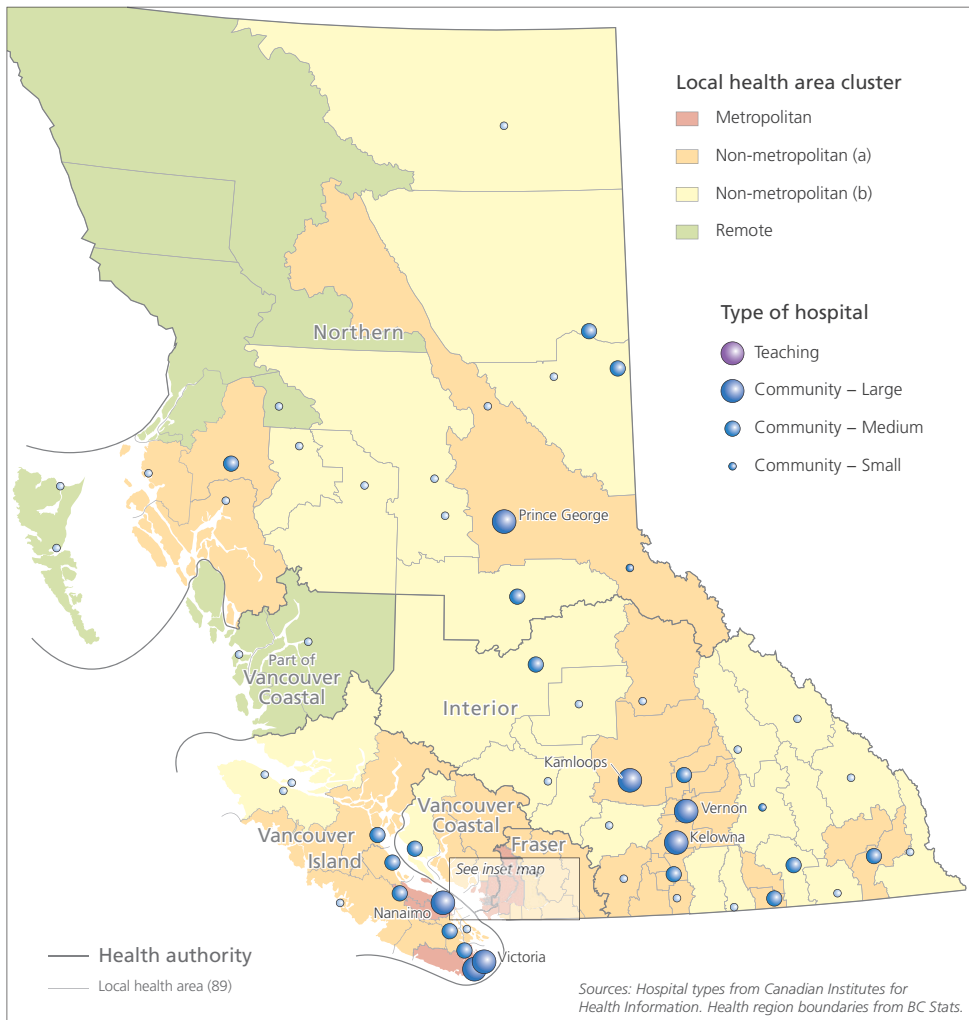 Local health area cluster
Metropolitan
Non-metropolitan (a)
Non-metropolitan (b)
Remote
Type of hospital
Teaching
Community – Large
Community – Medium
Community – Small
Northern
Prince George
Part of
Vancouver
Coastal
Interior
Kamloops
Vernon
Kelowna
Vancouver
Coastal
Fraser
Vancouver
Island
See inset map
Nanaimo
Victoria
Health authority
Local health area (89)
Sources: Hospital types from Canadian Institutes for
Health Information. Health region boundaries from BC Stats.